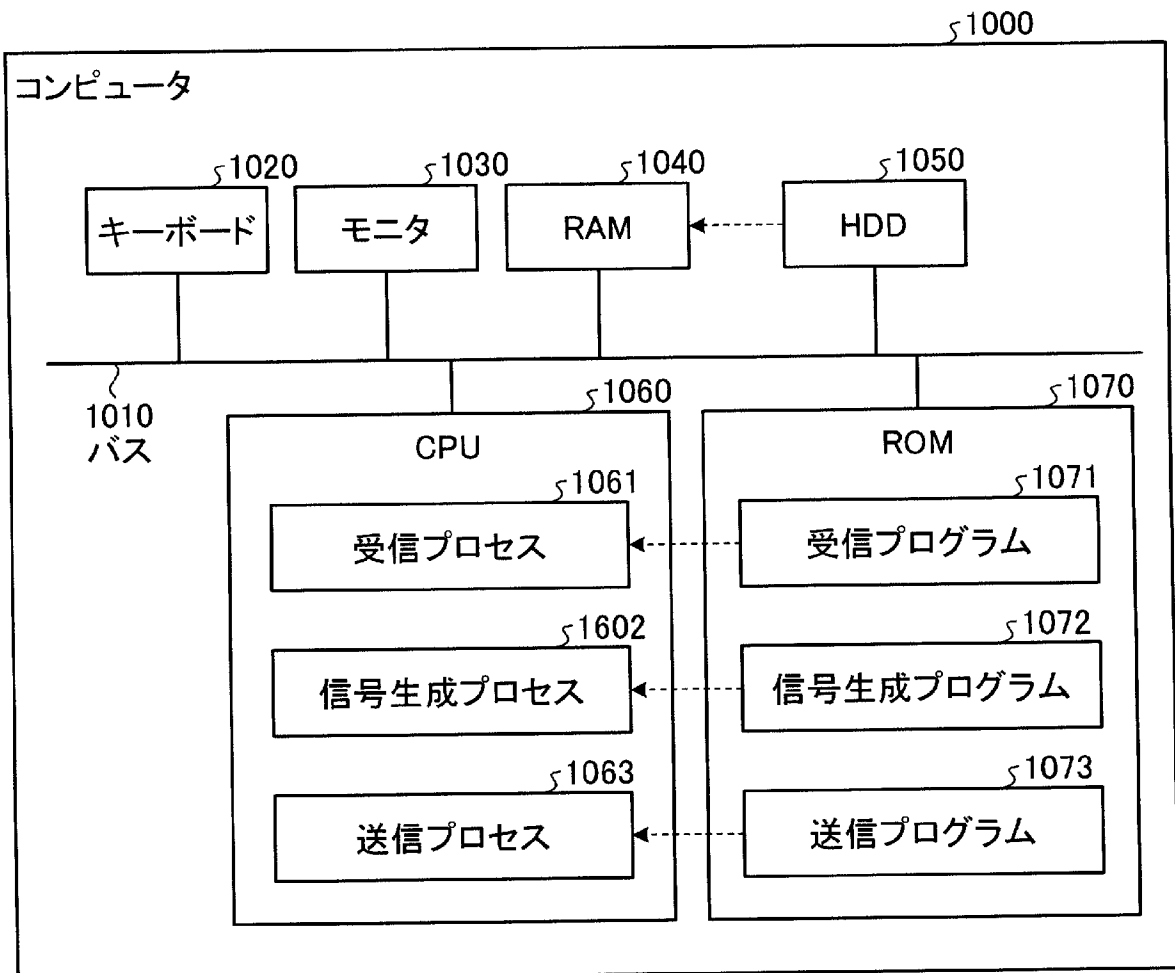 1000
コンピュータ
1020
1030
1040
1050
キーボード
モニタ
RAM
HDD
1010
バス
1060
1070
CPU
ROM
1061
1071
受信プロセス
受信プログラム
1602
1072
信号生成プロセス
信号生成プログラム
1063
1073
送信プロセス
送信プログラム